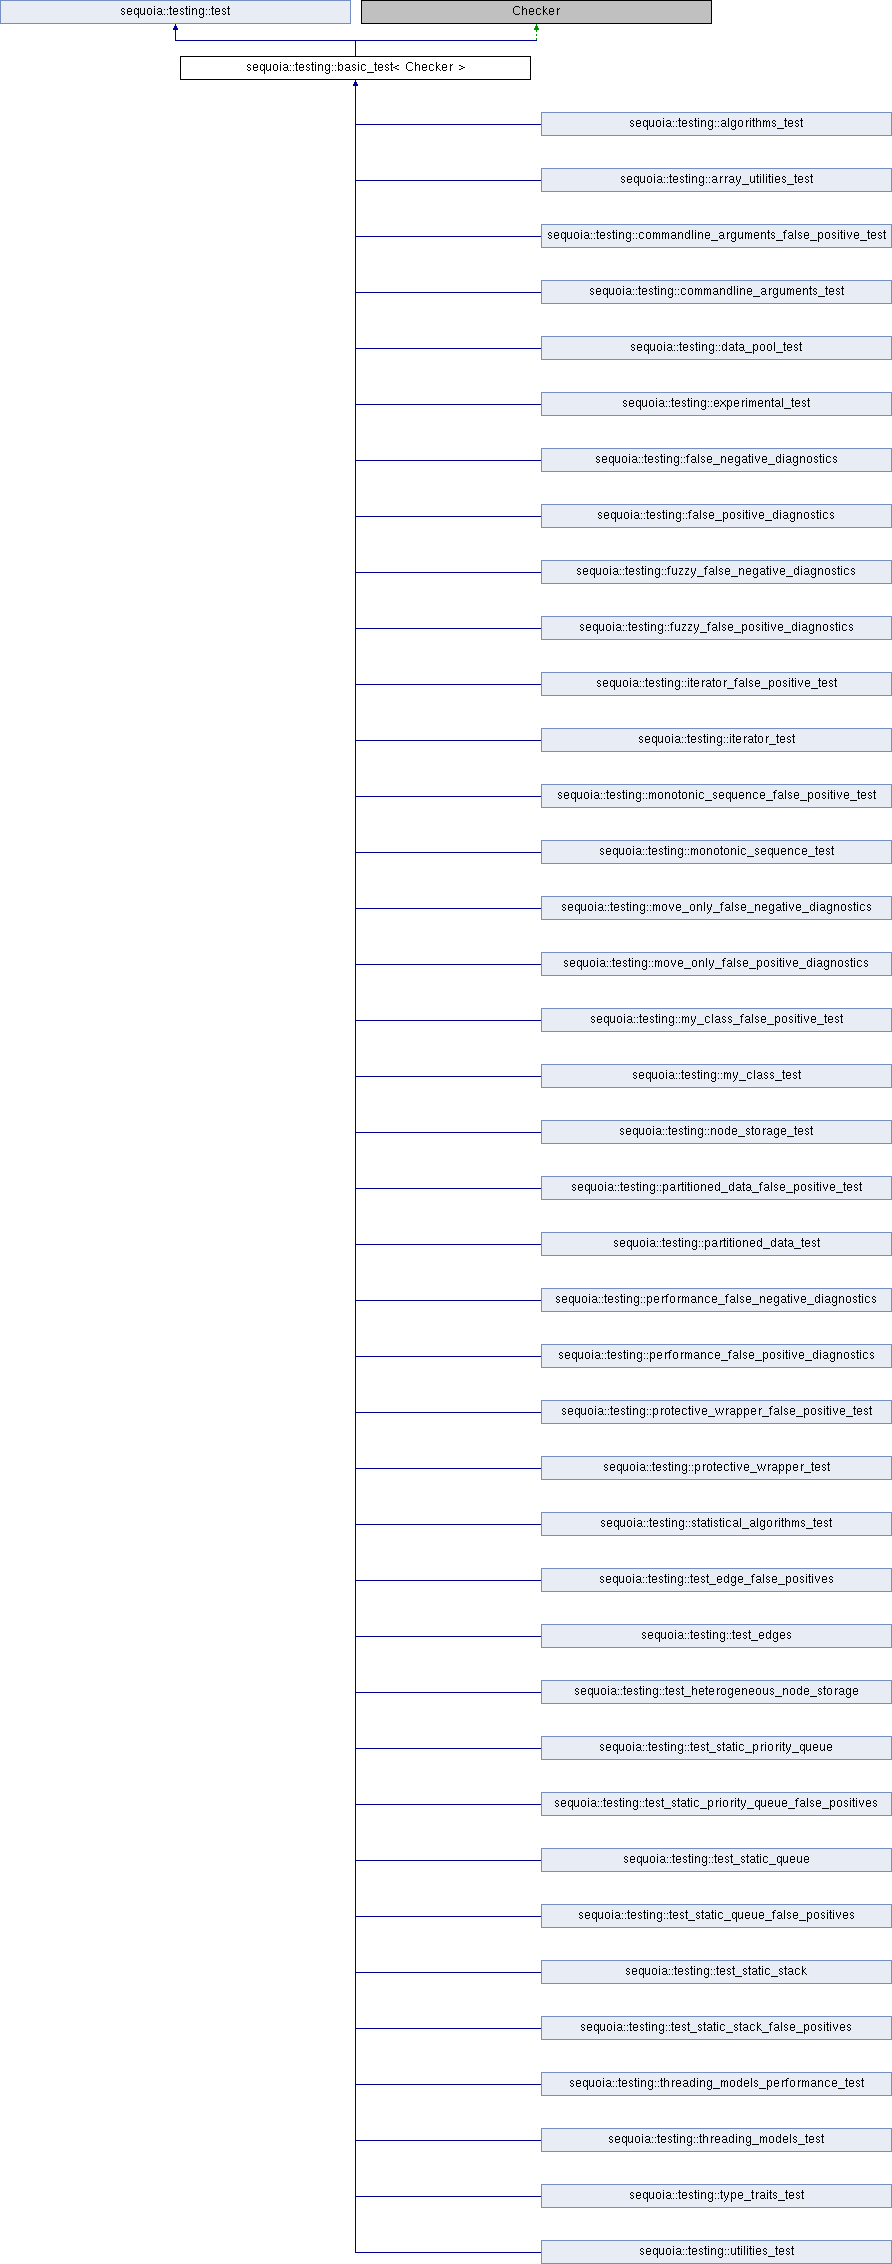 sequoia::testing::test
Checker
sequoia::testing::basic_test< Checker >
sequoia::testing::algorithms_test
sequoia::testing::array_utilities_test
sequoia::testing::commandline_arguments_false_positive_test
sequoia::testing::commandline_arguments_test
sequoia::testing::data_pool_test
sequoia::testing::experimental_test
sequoia::testing::false_negative_diagnostics
sequoia::testing::false_positive_diagnostics
sequoia::testing::fuzzy_false_negative_diagnostics
sequoia::testing::fuzzy_false_positive_diagnostics
sequoia::testing::iterator_false_positive_test
sequoia::testing::iterator_test
sequoia::testing::monotonic_sequence_false_positive_test
sequoia::testing::monotonic_sequence_test
sequoia::testing::move_only_false_negative_diagnostics
sequoia::testing::move_only_false_positive_diagnostics
sequoia::testing::my_class_false_positive_test
sequoia::testing::my_class_test
sequoia::testing::node_storage_test
sequoia::testing::partitioned_data_false_positive_test
sequoia::testing::partitioned_data_test
sequoia::testing::performance_false_negative_diagnostics
sequoia::testing::performance_false_positive_diagnostics
sequoia::testing::protective_wrapper_false_positive_test
sequoia::testing::protective_wrapper_test
sequoia::testing::statistical_algorithms_test
sequoia::testing::test_edge_false_positives
sequoia::testing::test_edges
sequoia::testing::test_heterogeneous_node_storage
sequoia::testing::test_static_priority_queue
sequoia::testing::test_static_priority_queue_false_positives
sequoia::testing::test_static_queue
sequoia::testing::test_static_queue_false_positives
sequoia::testing::test_static_stack
sequoia::testing::test_static_stack_false_positives
sequoia::testing::threading_models_performance_test
sequoia::testing::threading_models_test
sequoia::testing::type_traits_test
sequoia::testing::utilities_test